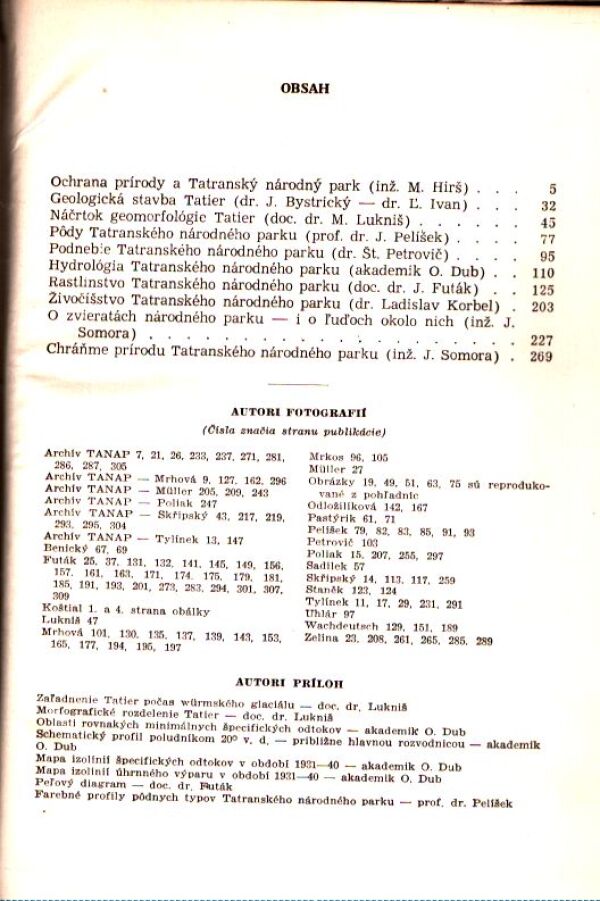 OBSAH
Ochrana prírody a Tatranský národný park (inž. M. Hirš) . . . 5
Geologická stavba Tatier (dr. J. Bystrický — dr. Ľ. Ivan) . . . 32
Náčrtok geomorfológie Tatier (doc. dr. M. Lukniš) . . . . . . 45
Pôdy Tatranského národného parku (prof. dr. J. Pelíšek) . . . . 77
Podnebie Tatranského národného parku (dr. Št. Petrovič) . . . 95
Hydrológia Tatranského národného parku (akademik O. Dub) . . 110
Rastlinstvo Tatranského národného parku (doc. dr. J. Futák) . . 125
Živočíšstvo Tatranského národného parku (dr. Ladislav Korbel) . 203
O zvieratách národného parku — i o ľuďoch okolo nich (inž. J.
Somora) . . . . . . . . . . . . . . . . . 227
Chráňme prírodu Tatranského národného parku (inž. J. Somora) . 269
AUTORI FOTOGRAFIÍ
(Čísla značia stranu publikácie)
Archív TANAP 7, 21, 26, 233, 237, 271, 281,
286, 287, 305
Archív TANAP — Mrhová 9, 127, 162, 296
Archív TANAP — Müller 205, 209, 243
Archív TANAP — Poliak 247
Archív TANAP — Skřipský 43, 217, 219,
293, 295, 304
Archív TANAP — Tylínek 13, 147
Benický 67, 69
Futák 25, 37, 131, 132, 141, 145, 149, 156,
157, 161, 163, 171, 174, 175, 179, 181,
185, 191, 193, 201, 273, 283, 294, 301, 307,
309
Koštial 1. a 4. strana obálky
Lukniš 47
Mrhová 101, 130, 135, 137, 139, 143, 153,
165, 177, 194, 195, 197
Mrkos 96, 105
Müller 27
Obrázky 19, 49, 51, 63, 75 sú reproduko-
vané z pohľadníc
Odložilíková 142, 167
Pastýrik 61, 71
Pelíšek 79, 82, 83, 85, 91, 93
Petrovič 103
Poliak 15, 207, 255, 297
Sadílek 57
Skřipský 14, 113, 117, 259
Staněk 123, 124
Tylínek 11, 17, 29, 231, 291
Uhlár 97
Wachdeutsch 129, 151, 189
Zelina 23, 208, 261, 265, 285, 289
AUTORI PRÍLOH
Zaľadnenie Tatier počas würmského glaciálu — doc. dr. Lukniš
Morfografické rozdelenie Tatier — doc. dr. Lukniš
Oblasti rovnakých minimálnych špecifických odtokov — akademik O. Dub
Schematický profil poludníkom 20° v. d. — približne hlavnou rozvodnicou — akademik
O. Dub
Mapa izolínií špecifických odtokov v období 1931—40 — akademik O. Dub
Mapa izolínií úhrnného výparu v období 1931—40 — akademik O. Dub
Peľový diagram — doc. dr. Futák
Farebné profily pôdnych typov Tatranského národného parku — prof. dr. Pelíšek